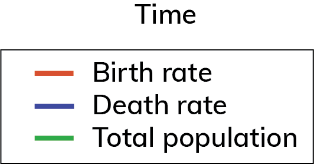 Time
Birth rate
Death rate
Total population